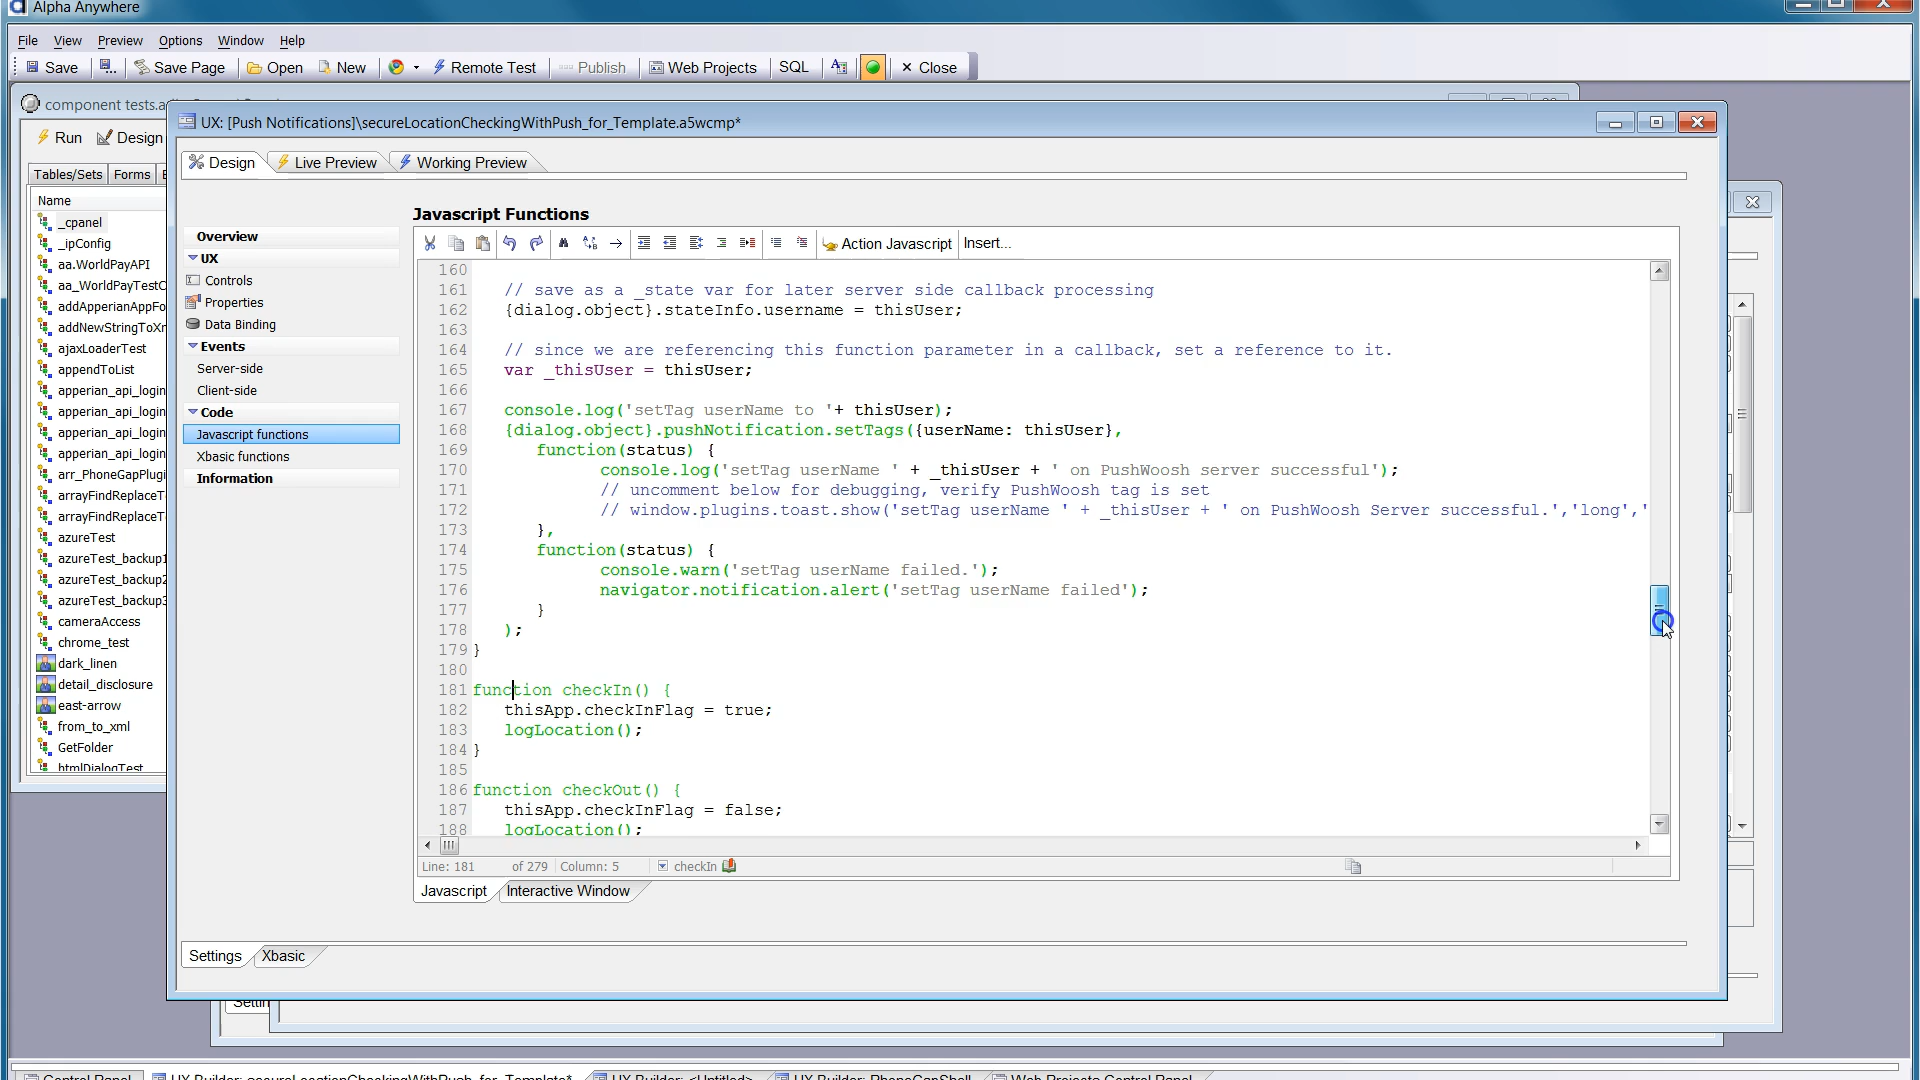 Alpha Anywhere
File View Preview Options Window Help
Save Save Page Open New Remote Test Publish Web Projects SQL Close
component tests.a
UX: [Push Notifications]\secureLocationCheckingWithPush_for_Template.a5wcmp*
Run Design
Design Live Preview Working Preview
Tables/Sets Forms
Name
_cpanel
_ipConfig
aa.WorldPayAPI
aa_WorldPayTestC
addApperianAppFo
addNewStringToXr
ajaxLoaderTest
appendToList
apperian_api_login
apperian_api_login
apperian_api_login
apperian_api_login
arr_PhoneGapPlugi
arrayFindReplaceT
arrayFindReplaceT
azureTest
azureTest_backup1
azureTest_backup2
azureTest_backup3
cameraAccess
chrome_test
dark_linen
detail_disclosure
east-arrow
from_to_xml
GetFolder
htmlDialogTest
Overview
UX
Controls
Properties
Data Binding
Events
Server-side
Client-side
Code
Javascript functions
Xbasic functions
Information
Javascript Functions
Action Javascript Insert...
160
161 // save as a _state var for later server side callback processing
162 {dialog.object}.stateInfo.username = thisUser;
163
164 // since we are referencing this function parameter in a callback, set a reference to it.
165 var _thisUser = thisUser;
166
167 console.log('setTag userName to '+ thisUser);
168 {dialog.object}.pushNotification.setTags({userName: thisUser},
169 function(status) {
170 console.log('setTag userName ' + _thisUser + ' on PushWoosh server successful');
171 // uncomment below for debugging, verify PushWoosh tag is set
172 // window.plugins.toast.show('setTag userName ' + _thisUser + ' on PushWoosh Server successful.','long','
173 },
174 function(status) {
175 console.warn('setTag userName failed.');
176 navigator.notification.alert('setTag userName failed');
177 }
178 );
179 }
180
181 function checkIn() {
182 thisApp.checkInFlag = true;
183 logLocation();
184 }
185
186 function checkOut() {
187 thisApp.checkInFlag = false;
188 logLocation();
Line: 181 of 279 Column: 5 checkIn
Javascript Interactive Window
Settings Xbasic
Settin
Control Panel UX Builder: secureLocationCheckingWithPush_for_Template* UX Builder: <Untitled> UX Builder: PhoneGapShell Web Projects Control Panel